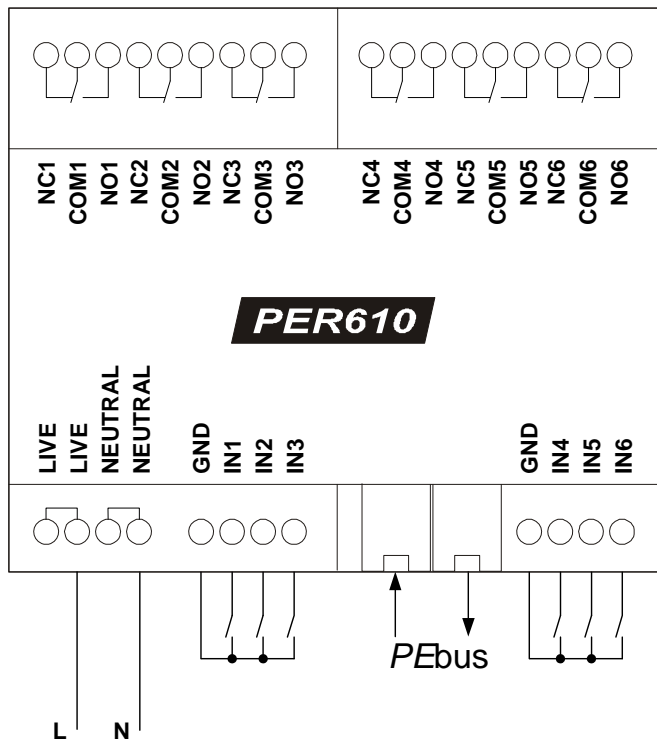 NC1 COM1 NO1 NC2 COM2 NO2 NC3 COM3 NO3 NC4 COM4 NO4 NC5 COM5 NO5 NC6 COM6 NO6
PER610
LIVE LIVE NEUTRAL NEUTRAL GND IN1 IN2 IN3 GND IN4 IN5 IN6
PEbus
L N